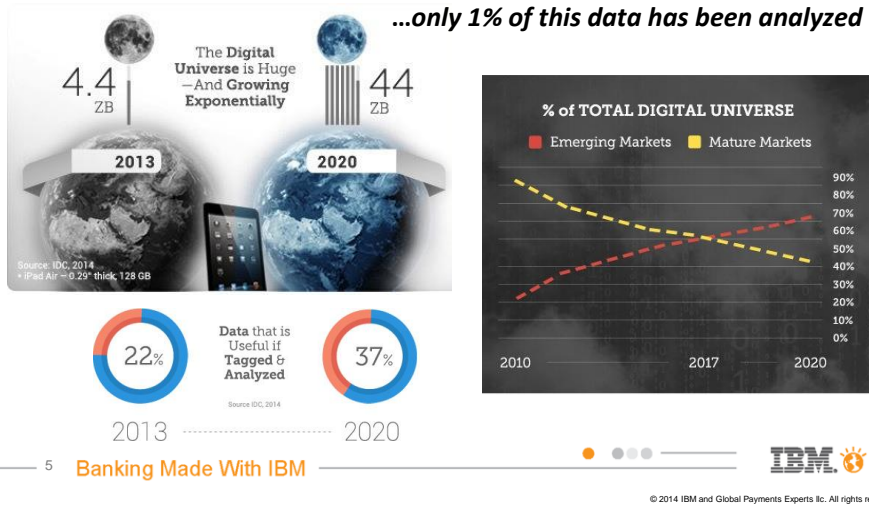 …only 1% of this data has been analyzed
The Digital
Universe is Huge
—And Growing
Exponentially
4.4
ZB
44
ZB
2013
2020
Source: IDC, 2014
• iPad Air – 0.29" thick, 128 GB
% of TOTAL DIGITAL UNIVERSE
Emerging Markets
Mature Markets
90%
80%
70%
60%
50%
40%
30%
20%
10%
0%
2010
2017
2020
22%
Data that is
Useful if
Tagged &
Analyzed
Source IDC, 2014
37%
2013
2020
5
Banking Made With IBM
IBM.
© 2014 IBM and Global Payments Experts llc. All rights re